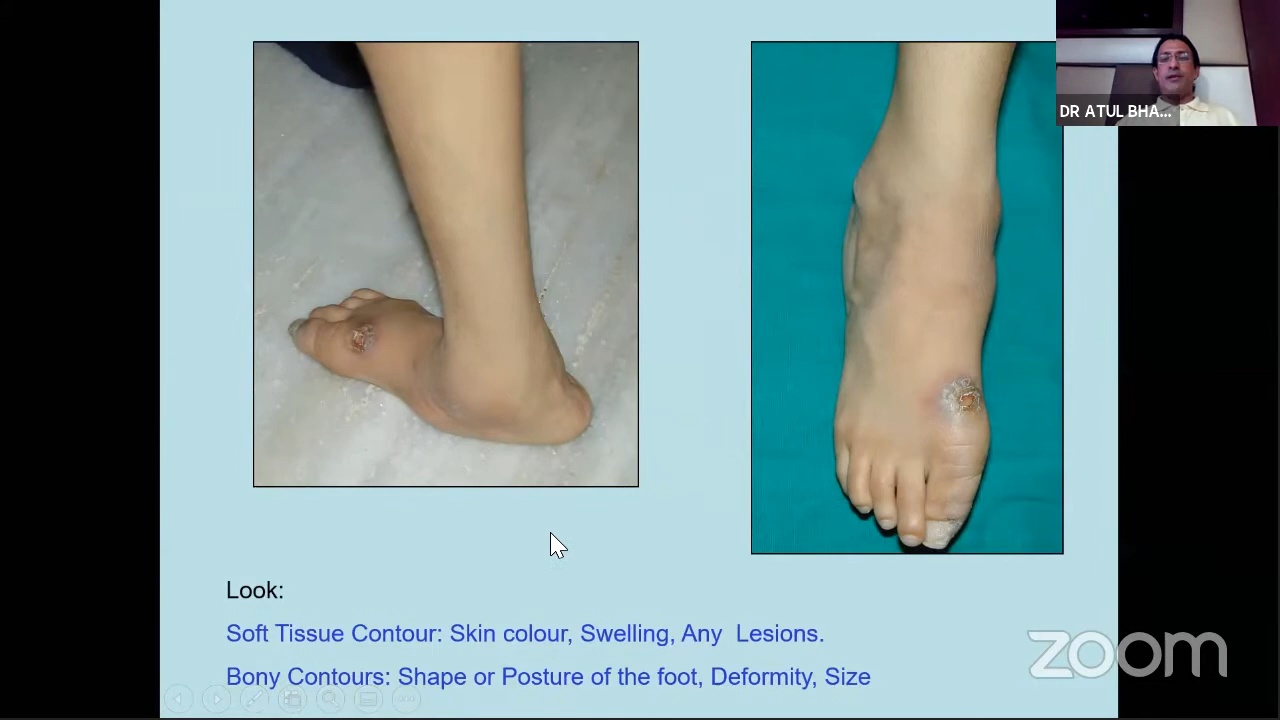 DR ATUL BHA...
Look:
Soft Tissue Contour: Skin colour, Swelling, Any  Lesions.
Bony Contours: Shape or Posture of the foot, Deformity, Size
zoom